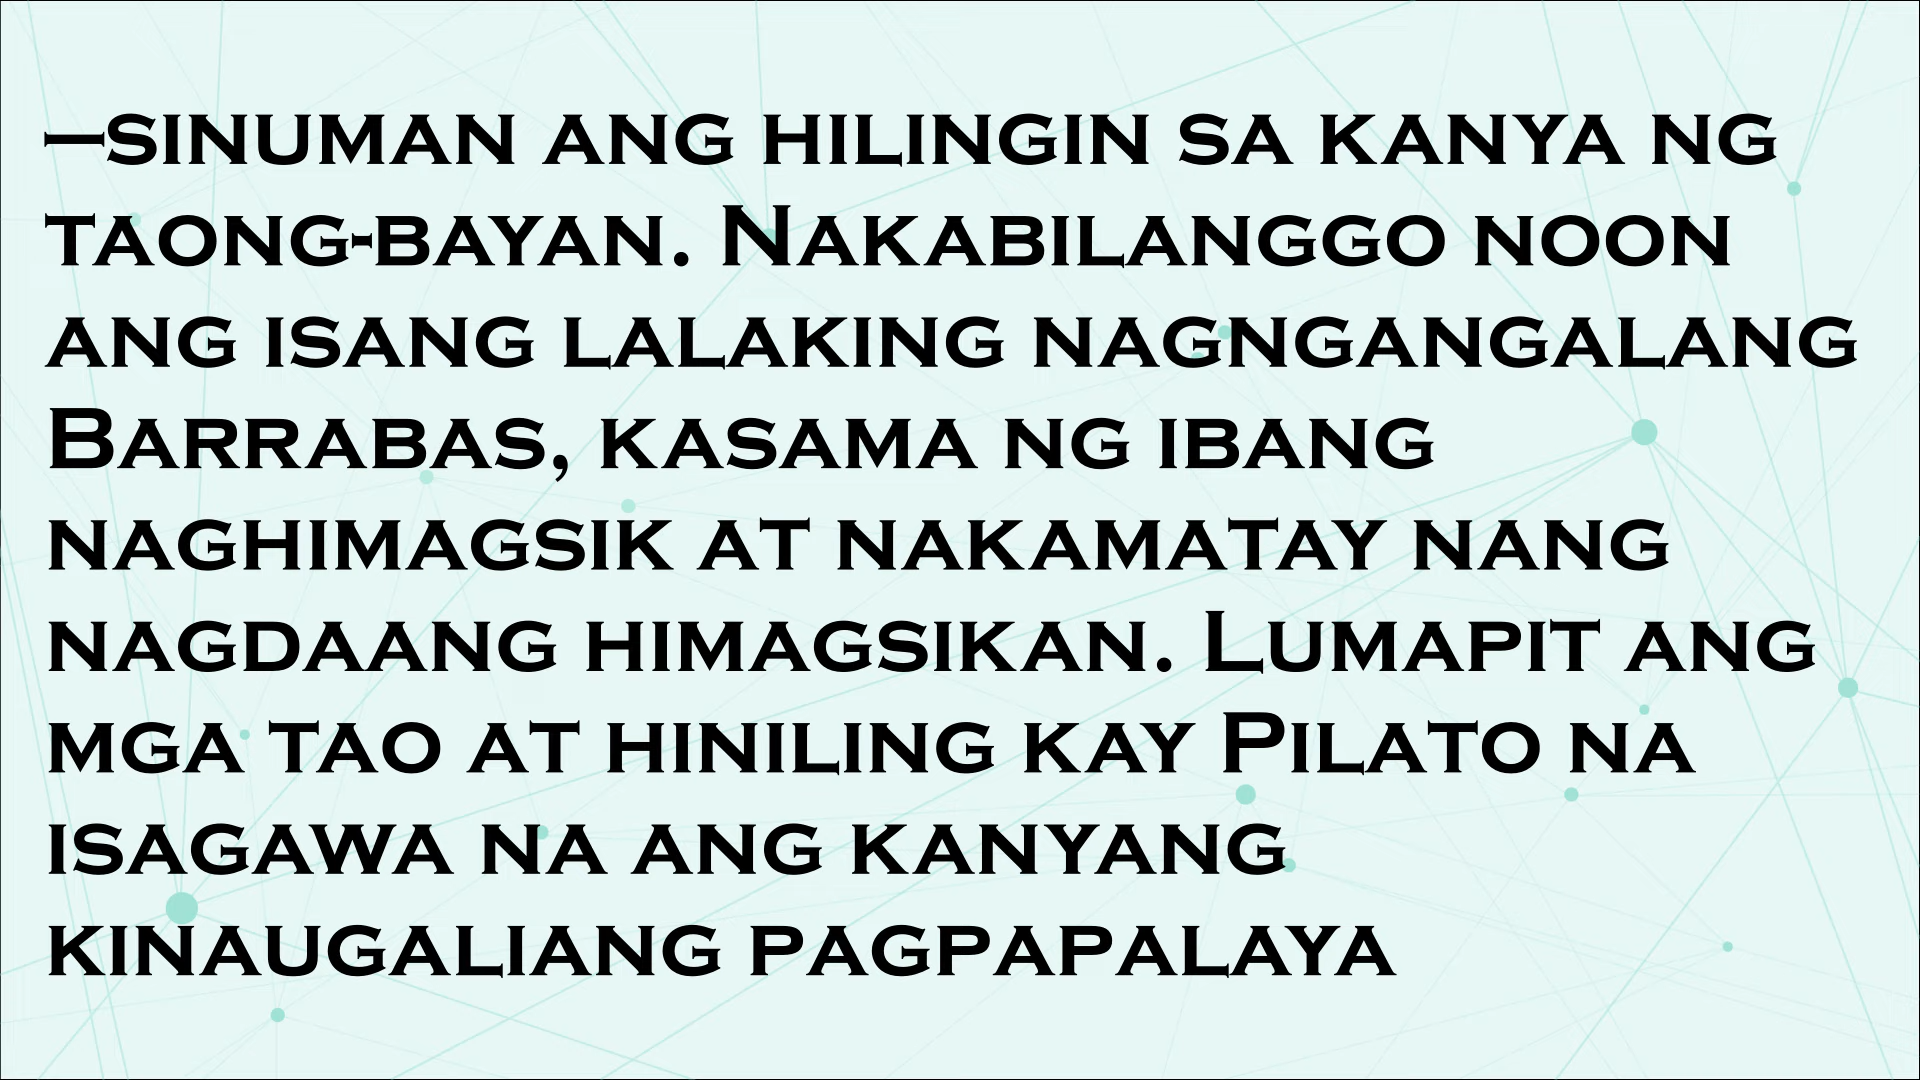 —sinuman ang hilingin sa kanya ng
taong-bayan. Nakabilanggo noon
ang isang lalaking nagngangalang
Barrabas, kasama ng ibang
naghimagsik at nakamatay nang
nagdaang himagsikan. Lumapit ang
mga tao at hiniling kay Pilato na
isagawa na ang kanyang
kinaugaliang pagpapalaya